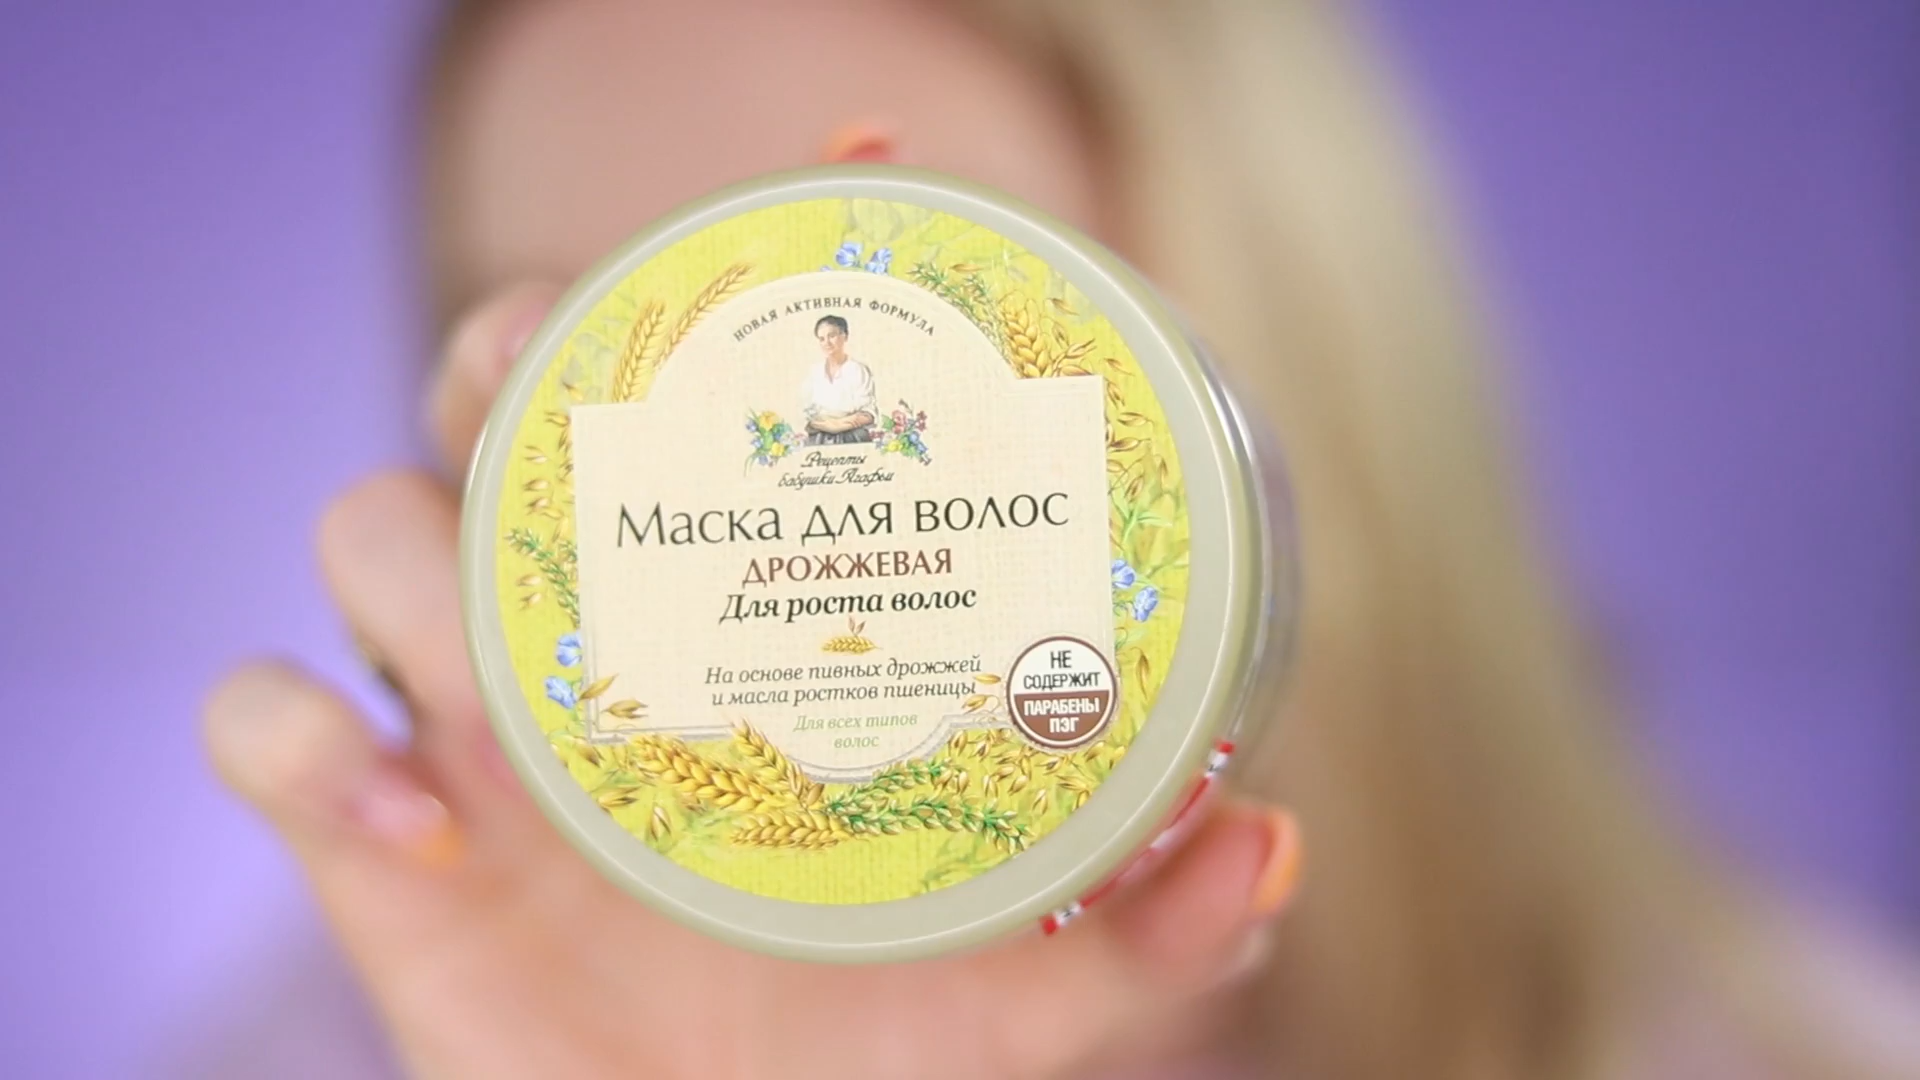 НОВАЯ АКТИВНАЯ ФОРМУЛА
Рецепты
бабушки Агафьи
Маска для волос
ДРОЖЖЕВАЯ
Для роста волос
На основе пивных дрожжей
и масла ростков пшеницы
Для всех типов
волос
НЕ
СОДЕРЖИТ
ПАРАБЕНЫ
ПЭГ